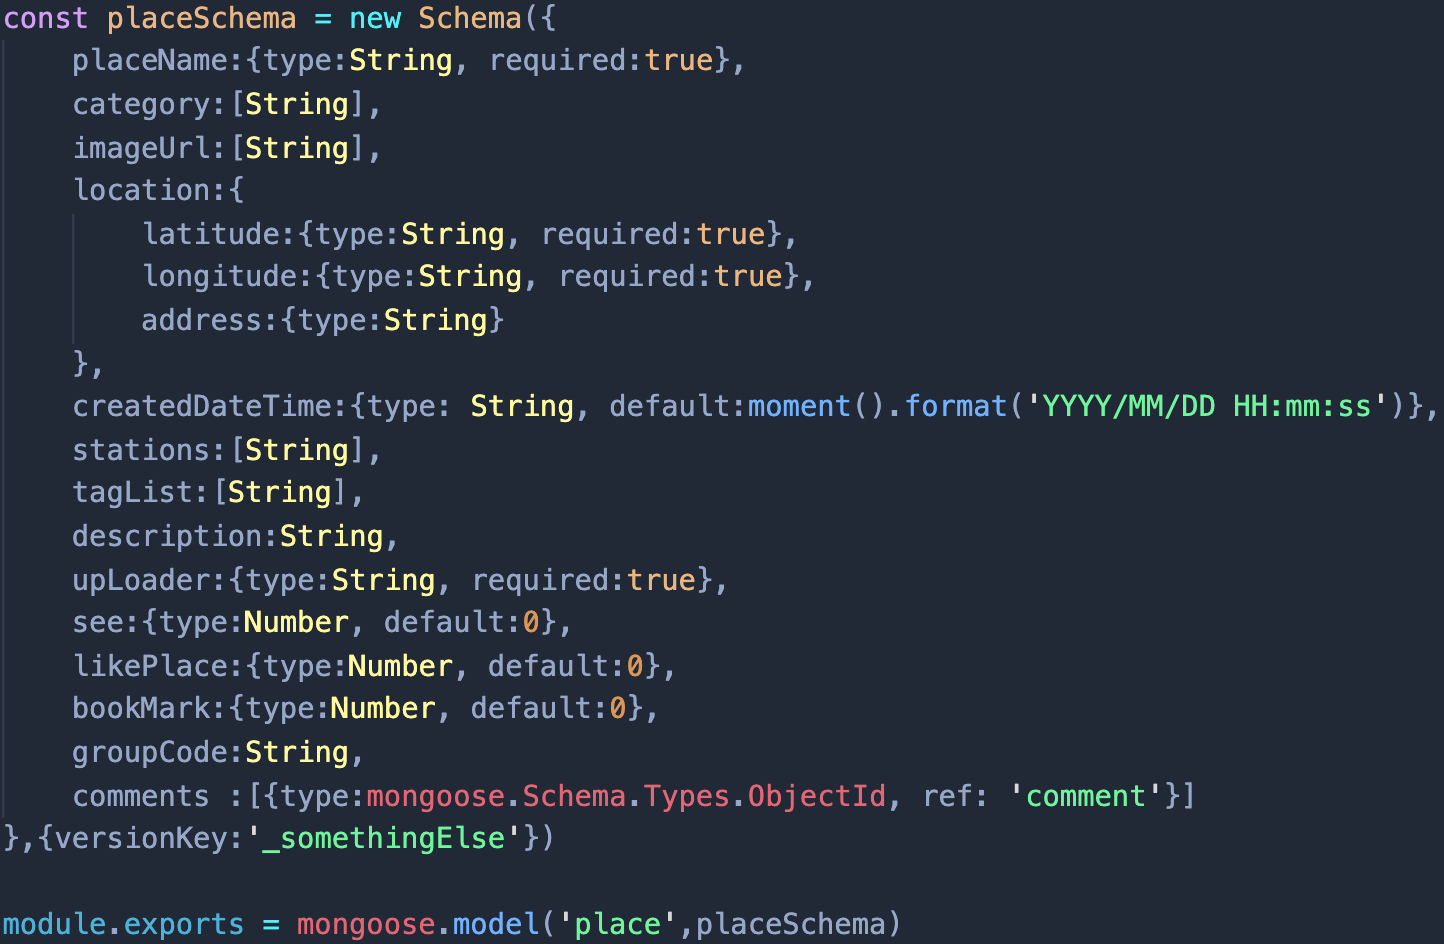 const placeSchema = new Schema({
    placeName:{type:String, required:true},
    category:[String],
    imageUrl:[String],
    location:{
        latitude:{type:String, required:true},
        longitude:{type:String, required:true},
        address:{type:String}
    },
    createdDateTime:{type: String, default:moment().format('YYYY/MM/DD HH:mm:ss')},
    stations:[String],
    tagList:[String],
    description:String,
    upLoader:{type:String, required:true},
    see:{type:Number, default:0},
    likePlace:{type:Number, default:0},
    bookMark:{type:Number, default:0},
    groupCode:String,
    comments :[{type:mongoose.Schema.Types.ObjectId, ref: 'comment'}]
},{versionKey:'_somethingElse'})

module.exports = mongoose.model('place',placeSchema)